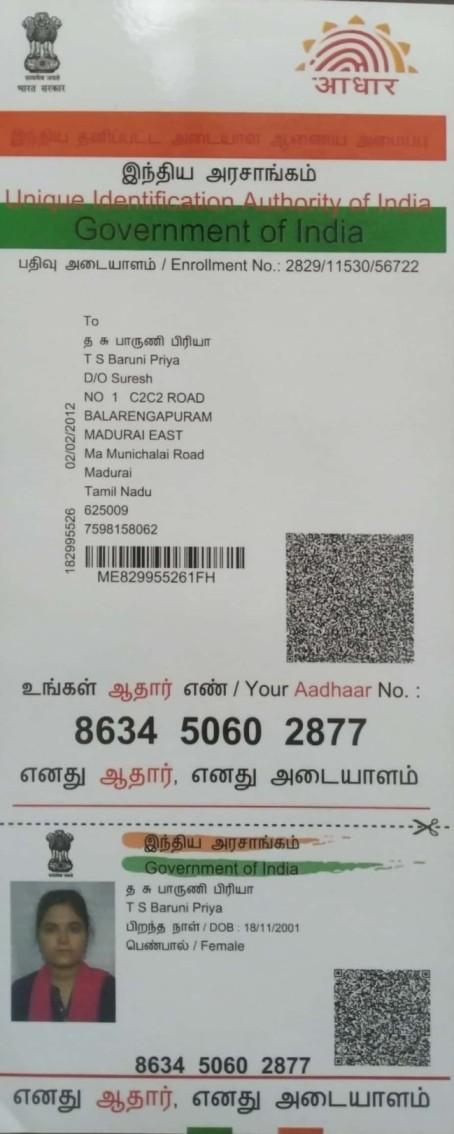 सत्यमेव जयते
भारत सरकार
आधार
இந்திய தனிப்பட்ட அடையாள ஆணைய அமைப்பு
இந்திய அரசாங்கம்
Unique Identification Authority of India
Government of India
பதிவு அடையாளம் / Enrollment No.: 2829/11530/56722
To
த சு பாருணி பிரியா
T S Baruni Priya
D/O Suresh
NO 1 C2C2 ROAD
BALARENGAPURAM
MADURAI EAST
Ma Munichalai Road
Madurai
Tamil Nadu
625009
7598158062
02/02/2012
182995526
ME829955261FH
உங்கள் ஆதார் எண் / Your Aadhaar No. :
8634 5060 2877
எனது ஆதார், எனது அடையாளம்
இந்திய அரசாங்கம்
Government of India
த சு பாருணி பிரியா
T S Baruni Priya
பிறந்த நாள் / DOB : 18/11/2001
பெண்பால் / Female
8634 5060 2877
எனது ஆதார், எனது அடையாளம்